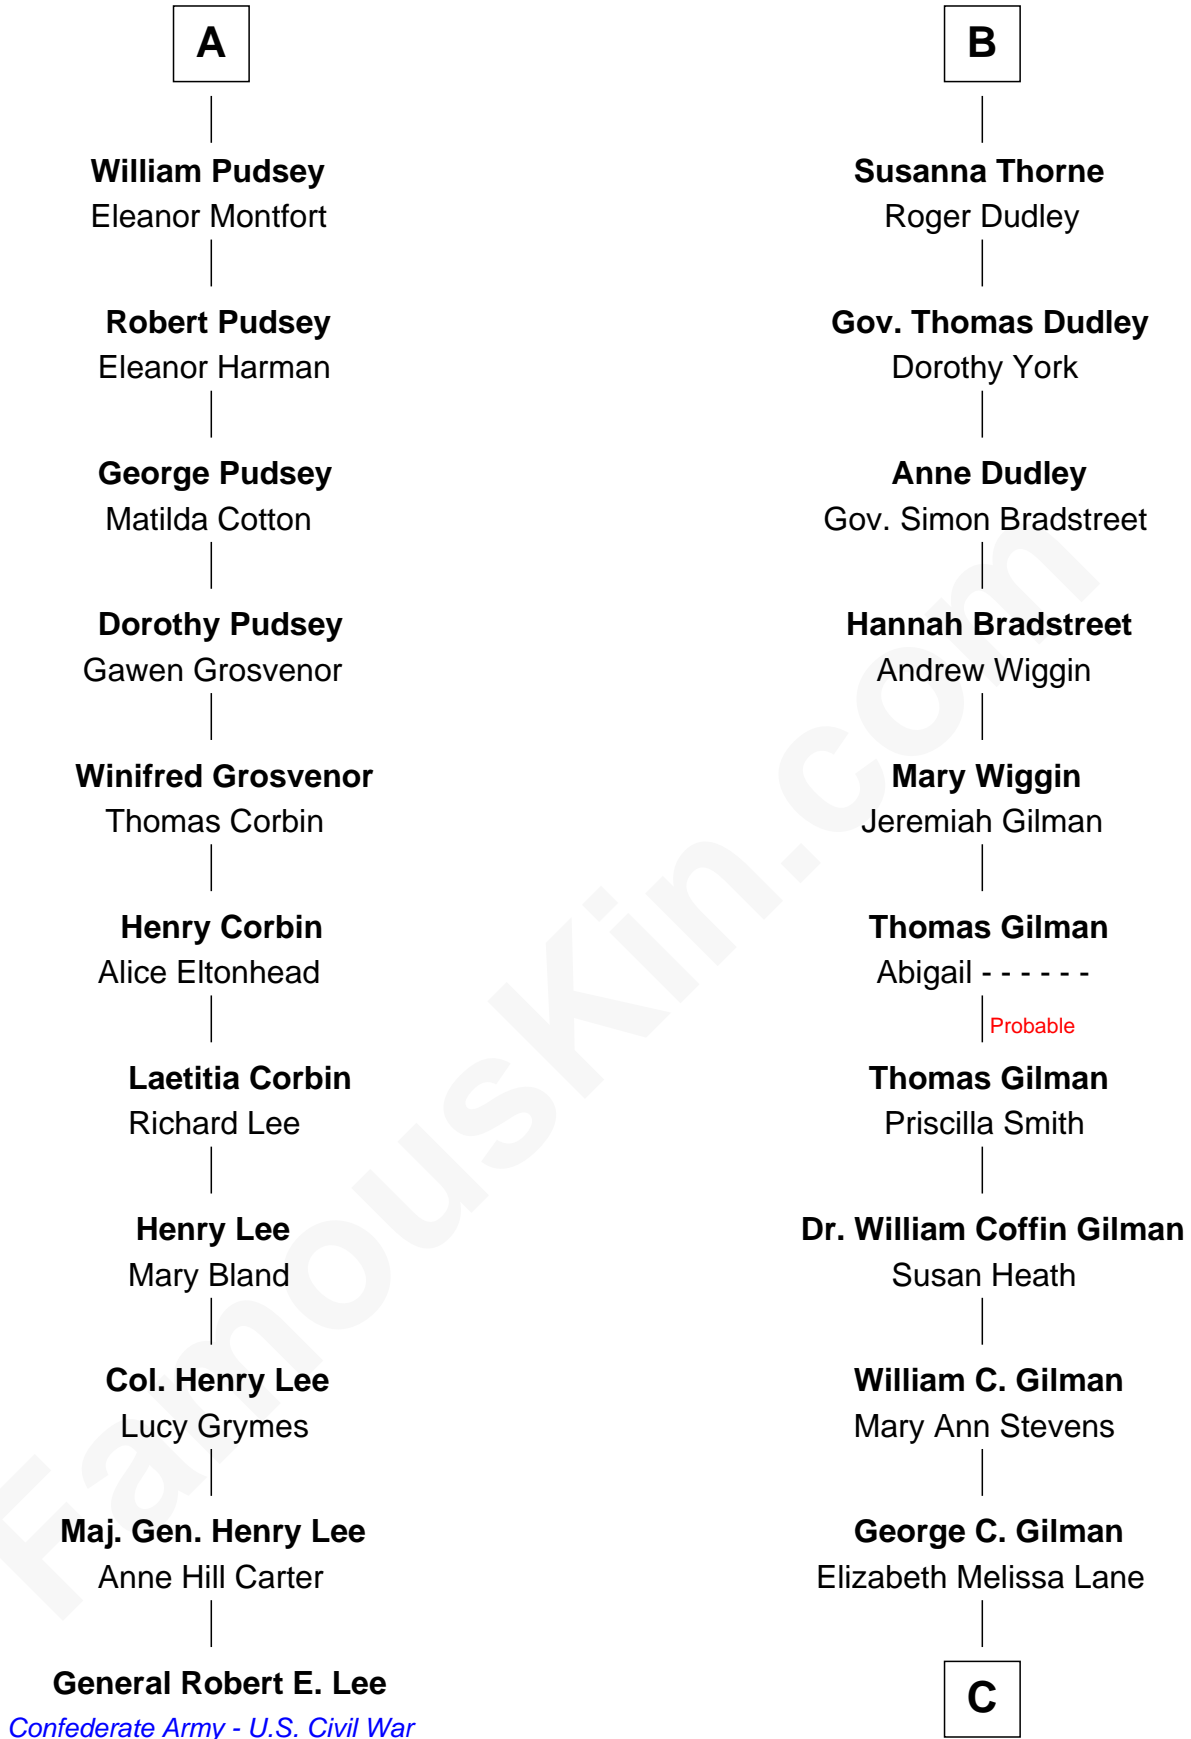 A
William Pudsey
Eleanor Montfort
Robert Pudsey
Eleanor Harman
George Pudsey
Matilda Cotton
Dorothy Pudsey
Gawen Grosvenor
Winifred Grosvenor
Thomas Corbin
Henry Corbin
Alice Eltonhead
Laetitia Corbin
Richard Lee
Henry Lee
Mary Bland
Col. Henry Lee
Lucy Grymes
Maj. Gen. Henry Lee
Anne Hill Carter
General Robert E. Lee
Confederate Army - U.S. Civil War
B
Susanna Thorne
Roger Dudley
Gov. Thomas Dudley
Dorothy York
Anne Dudley
Gov. Simon Bradstreet
Hannah Bradstreet
Andrew Wiggin
Mary Wiggin
Jeremiah Gilman
Thomas Gilman
Abigail - - - - - -
Probable
Thomas Gilman
Priscilla Smith
Dr. William Coffin Gilman
Susan Heath
William C. Gilman
Mary Ann Stevens
George C. Gilman
Elizabeth Melissa Lane
C
FamousKin.com